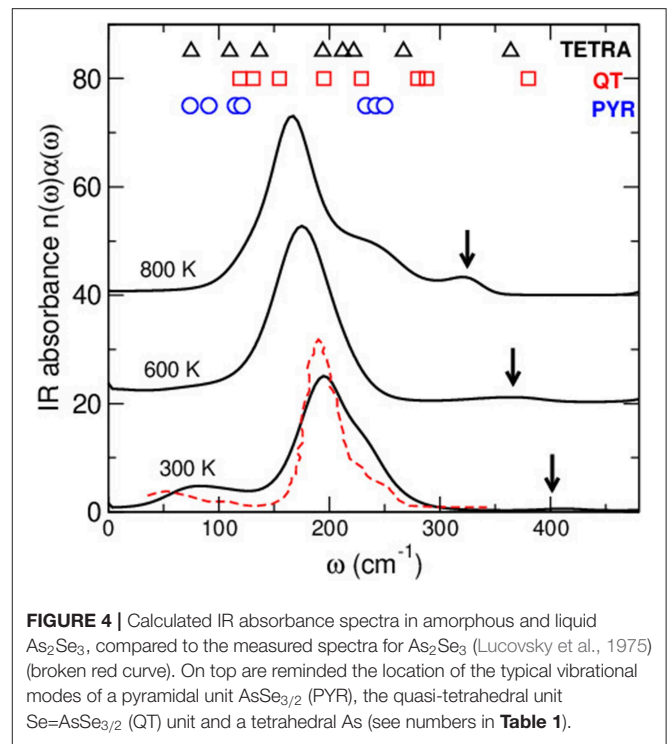 TETRA
80
QT
PYR
IR absorbance n(ω)α(ω)
60
800 K
40
600 K
20
300 K
0
0 100 200 300 400
ω (cm⁻¹)
FIGURE 4 | Calculated IR absorbance spectra in amorphous and liquid
As₂Se₃, compared to the measured spectra for As₂Se₃ (Lucovsky et al., 1975)
(broken red curve). On top are reminded the location of the typical vibrational
modes of a pyramidal unit AsSe₃/₂ (PYR), the quasi-tetrahedral unit
Se=AsSe₃/₂ (QT) unit and a tetrahedral As (see numbers in Table 1).